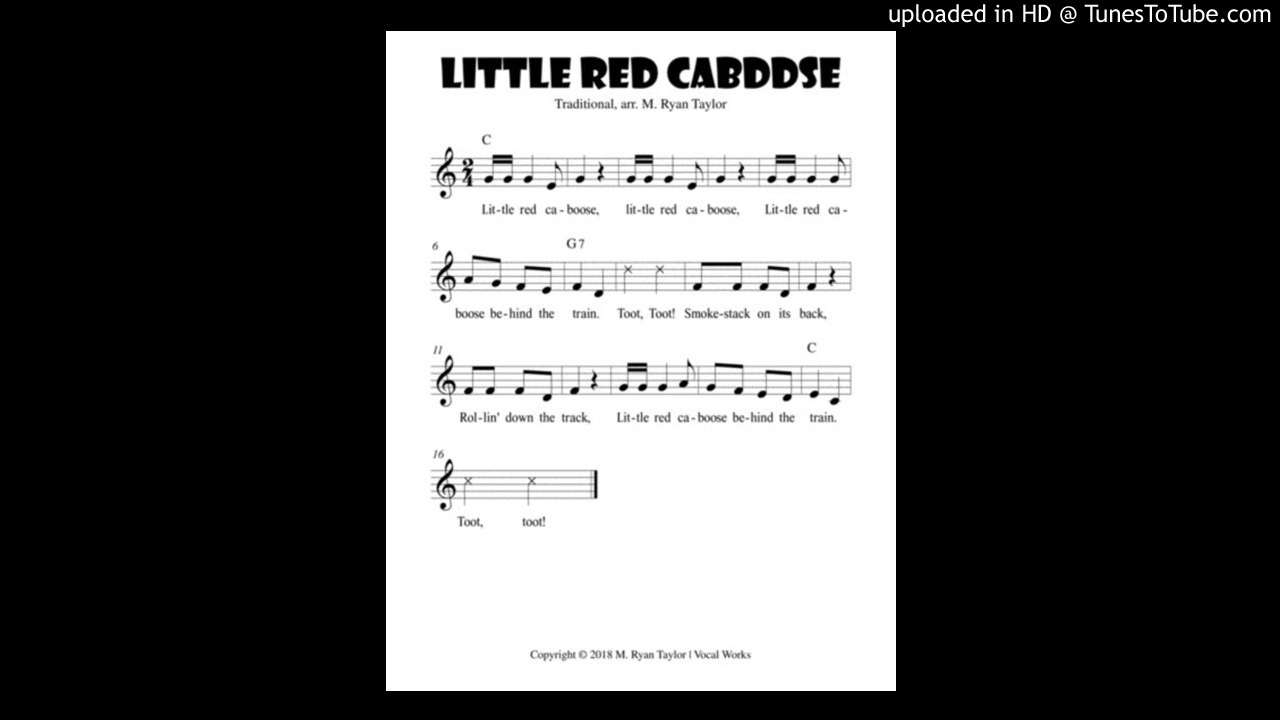 uploaded in HD @ TunesToTube.com
LITTLE RED CABOOSE
Traditional, arr. M. Ryan Taylor
C
2
4
Lit-tle red ca-boose, lit-tle red ca-boose, Lit-tle red ca-
6
G7
boose be-hind the train. Toot, Toot! Smoke-stack on its back,
11
C
Rol-lin' down the track, Lit-tle red ca-boose be-hind the train.
16
Toot, toot!
Copyright © 2018 M. Ryan Taylor | Vocal Works